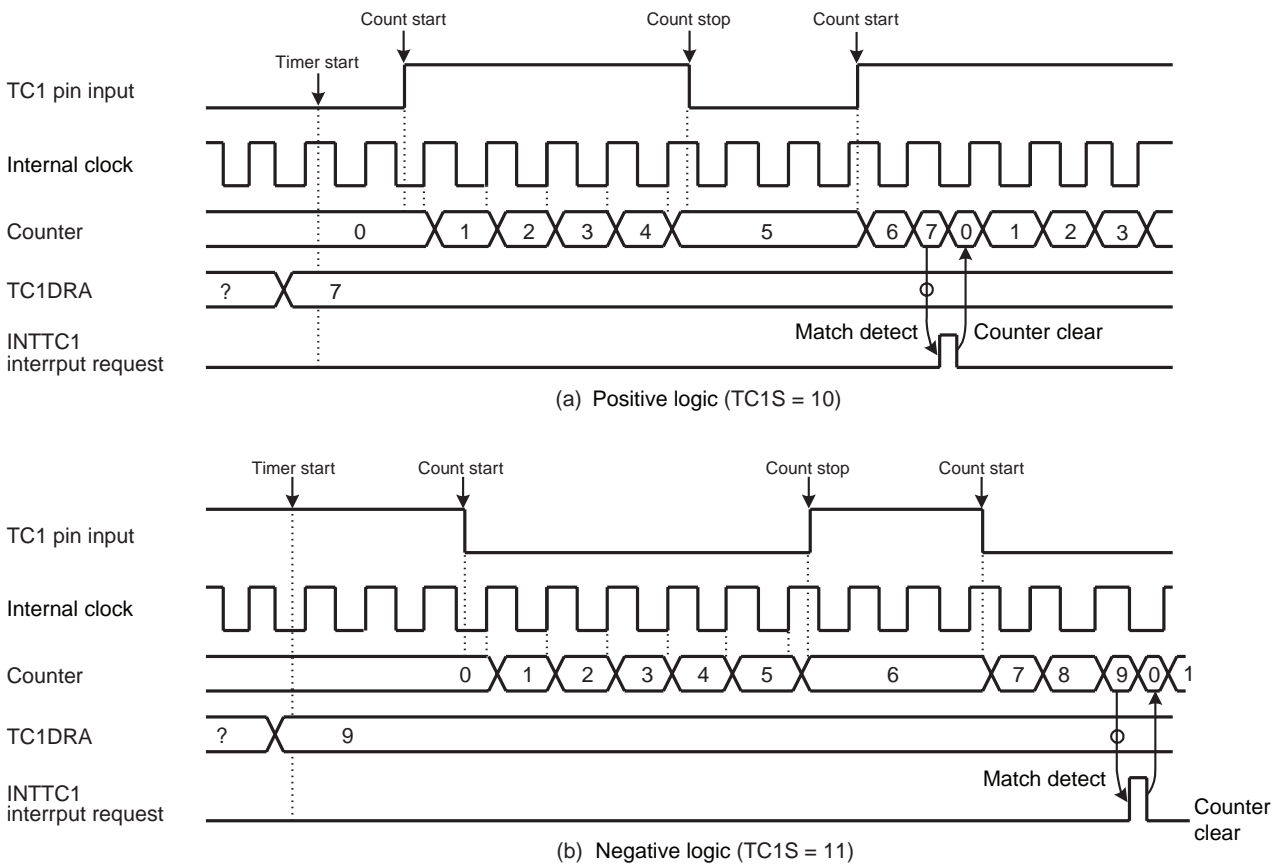 Count start Count stop Count start
Timer start
TC1 pin input
Internal clock
Counter 0 1 2 3 4 5 6 7 0 1 2 3
TC1DRA ? 7
Match detect Counter clear
INTTC1
interrput request
(a) Positive logic (TC1S = 10)
Timer start Count start Count stop Count start
TC1 pin input
Internal clock
Counter 0 1 2 3 4 5 6 7 8 9 0 1
TC1DRA ? 9
Match detect
INTTC1
interrput request
Counter
clear
(b) Negative logic (TC1S = 11)